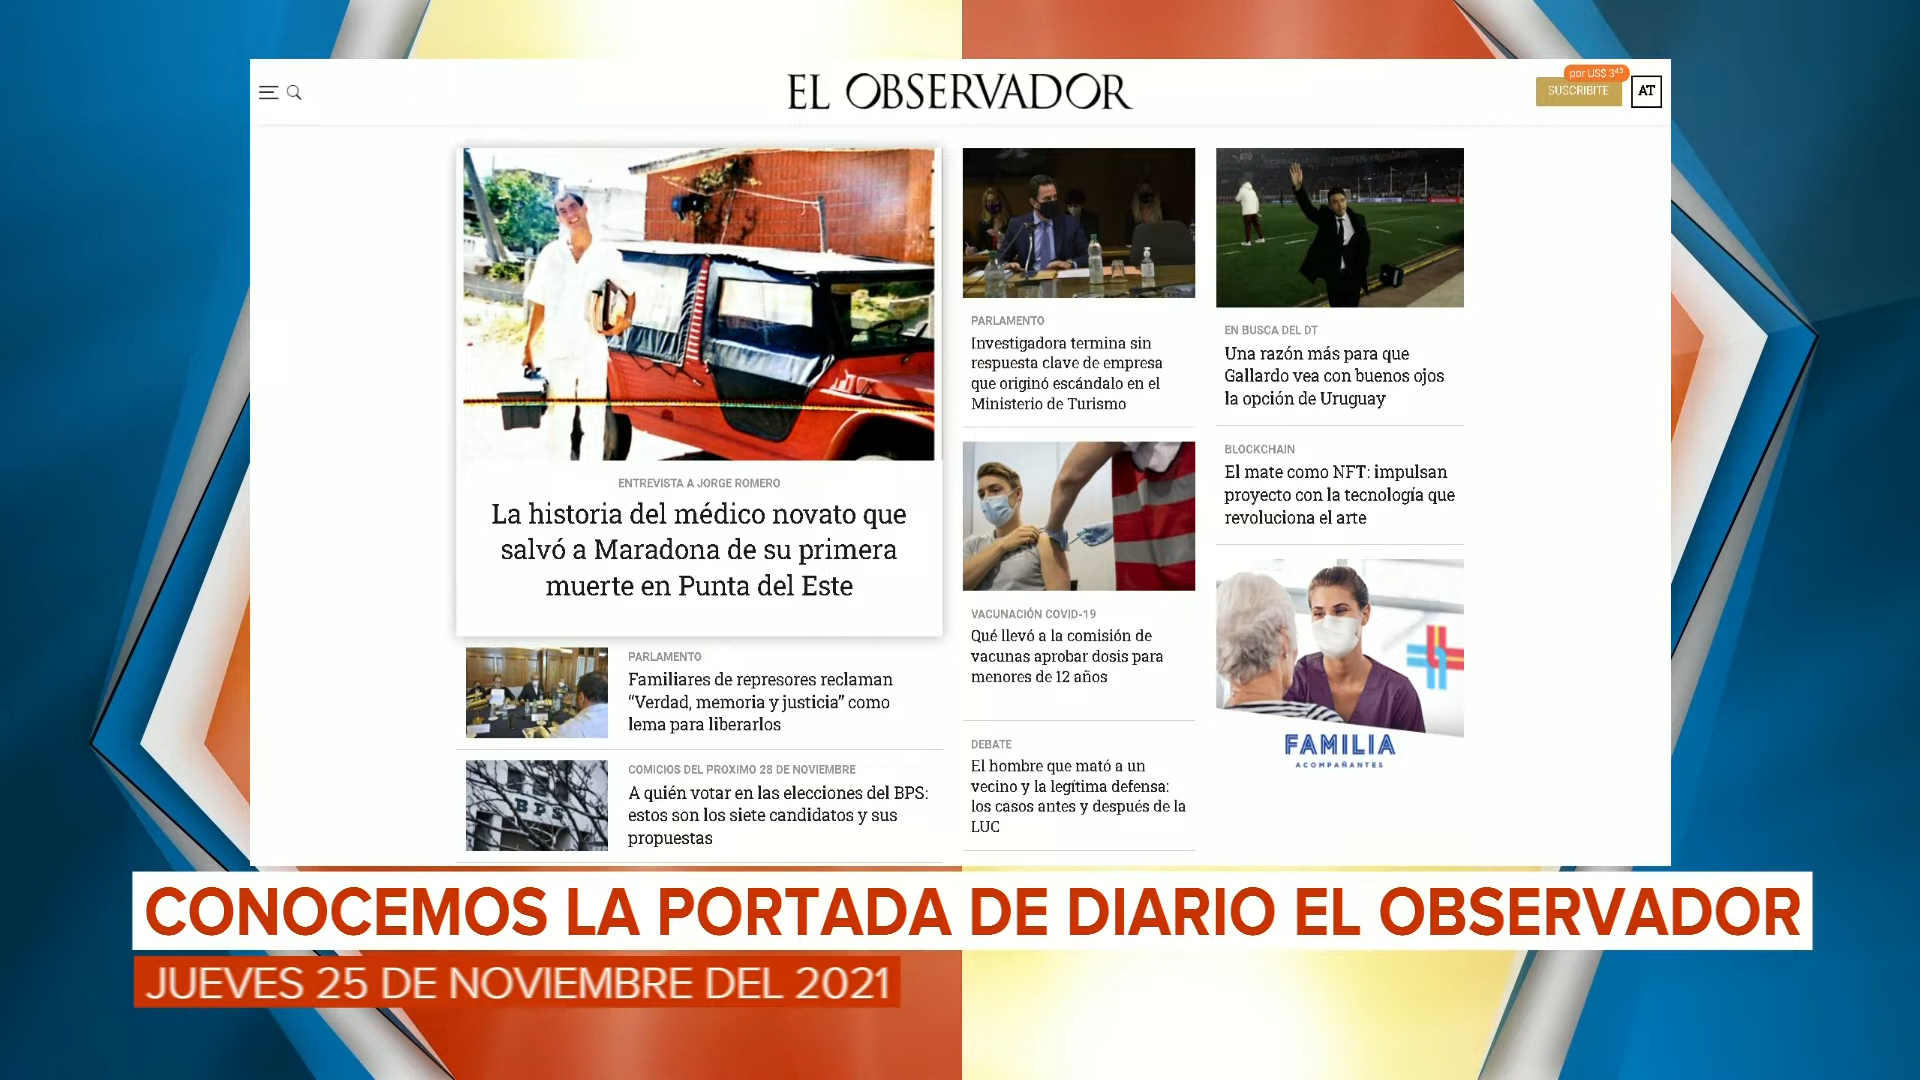 EL OBSERVADOR
por US$ 3⁴⁵
SUSCRIBITE
AT
ENTREVISTA A JORGE ROMERO
La historia del médico novato que
salvó a Maradona de su primera
muerte en Punta del Este
PARLAMENTO
Familiares de represores reclaman
“Verdad, memoria y justicia” como
lema para liberarlos
BPS
COMICIOS DEL PRÓXIMO 28 DE NOVIEMBRE
A quién votar en las elecciones del BPS:
estos son los siete candidatos y sus
propuestas
PARLAMENTO
Investigadora termina sin
respuesta clave de empresa
que originó escándalo en el
Ministerio de Turismo
VACUNACIÓN COVID-19
Qué llevó a la comisión de
vacunas aprobar dosis para
menores de 12 años
DEBATE
El hombre que mató a un
vecino y la legítima defensa:
los casos antes y después de la
LUC
EN BUSCA DEL DT
Una razón más para que
Gallardo vea con buenos ojos
la opción de Uruguay
BLOCKCHAIN
El mate como NFT: impulsan
proyecto con la tecnología que
revoluciona el arte
FAMILIA
ACOMPAÑANTES
CONOCEMOS LA PORTADA DE DIARIO EL OBSERVADOR
JUEVES 25 DE NOVIEMBRE DEL 2021